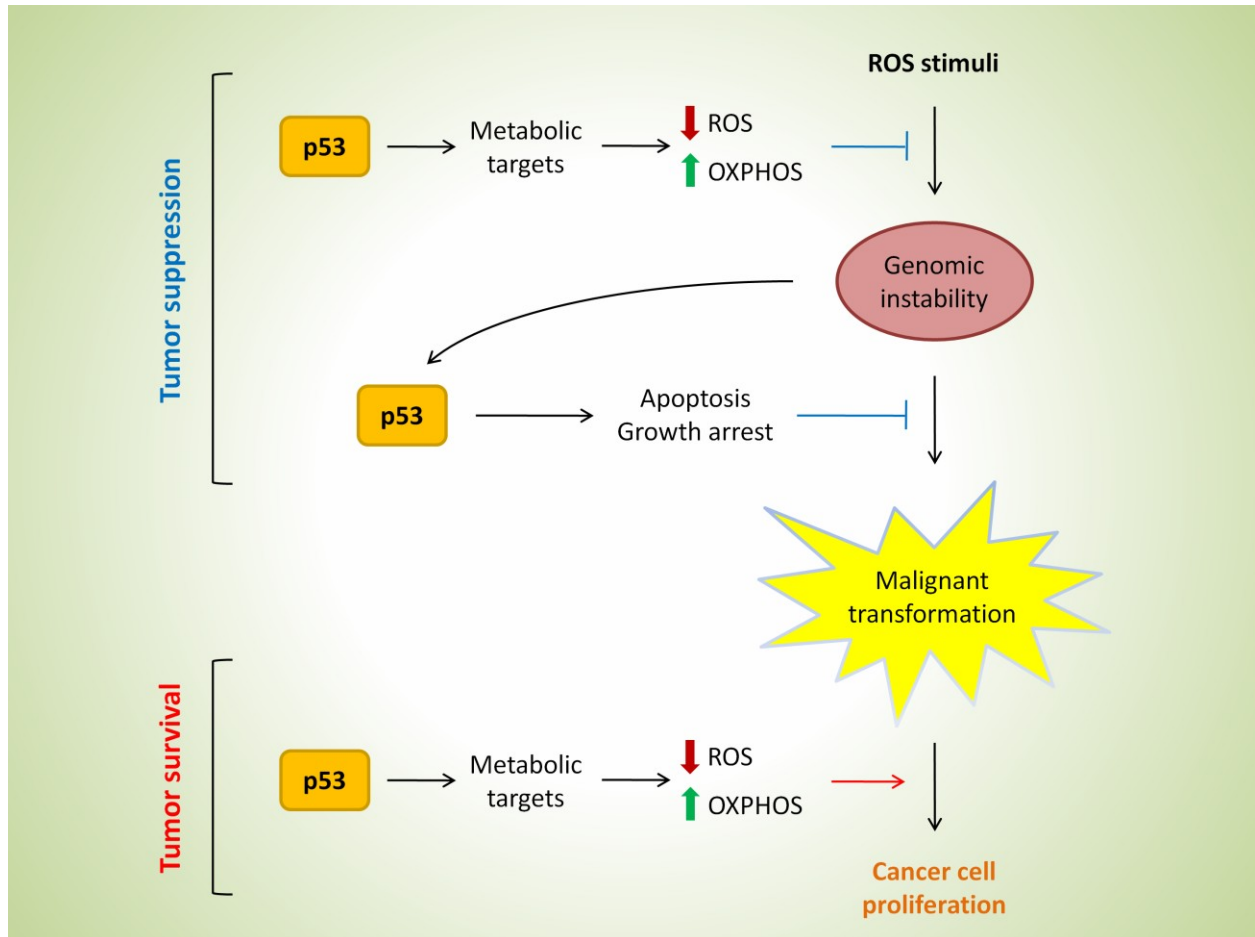 ROS stimuli
Tumor suppression
p53
Metabolic
targets
ROS
OXPHOS
Genomic
instability
p53
Apoptosis
Growth arrest
Malignant
transformation
Tumor survival
p53
Metabolic
targets
ROS
OXPHOS
Cancer cell
proliferation